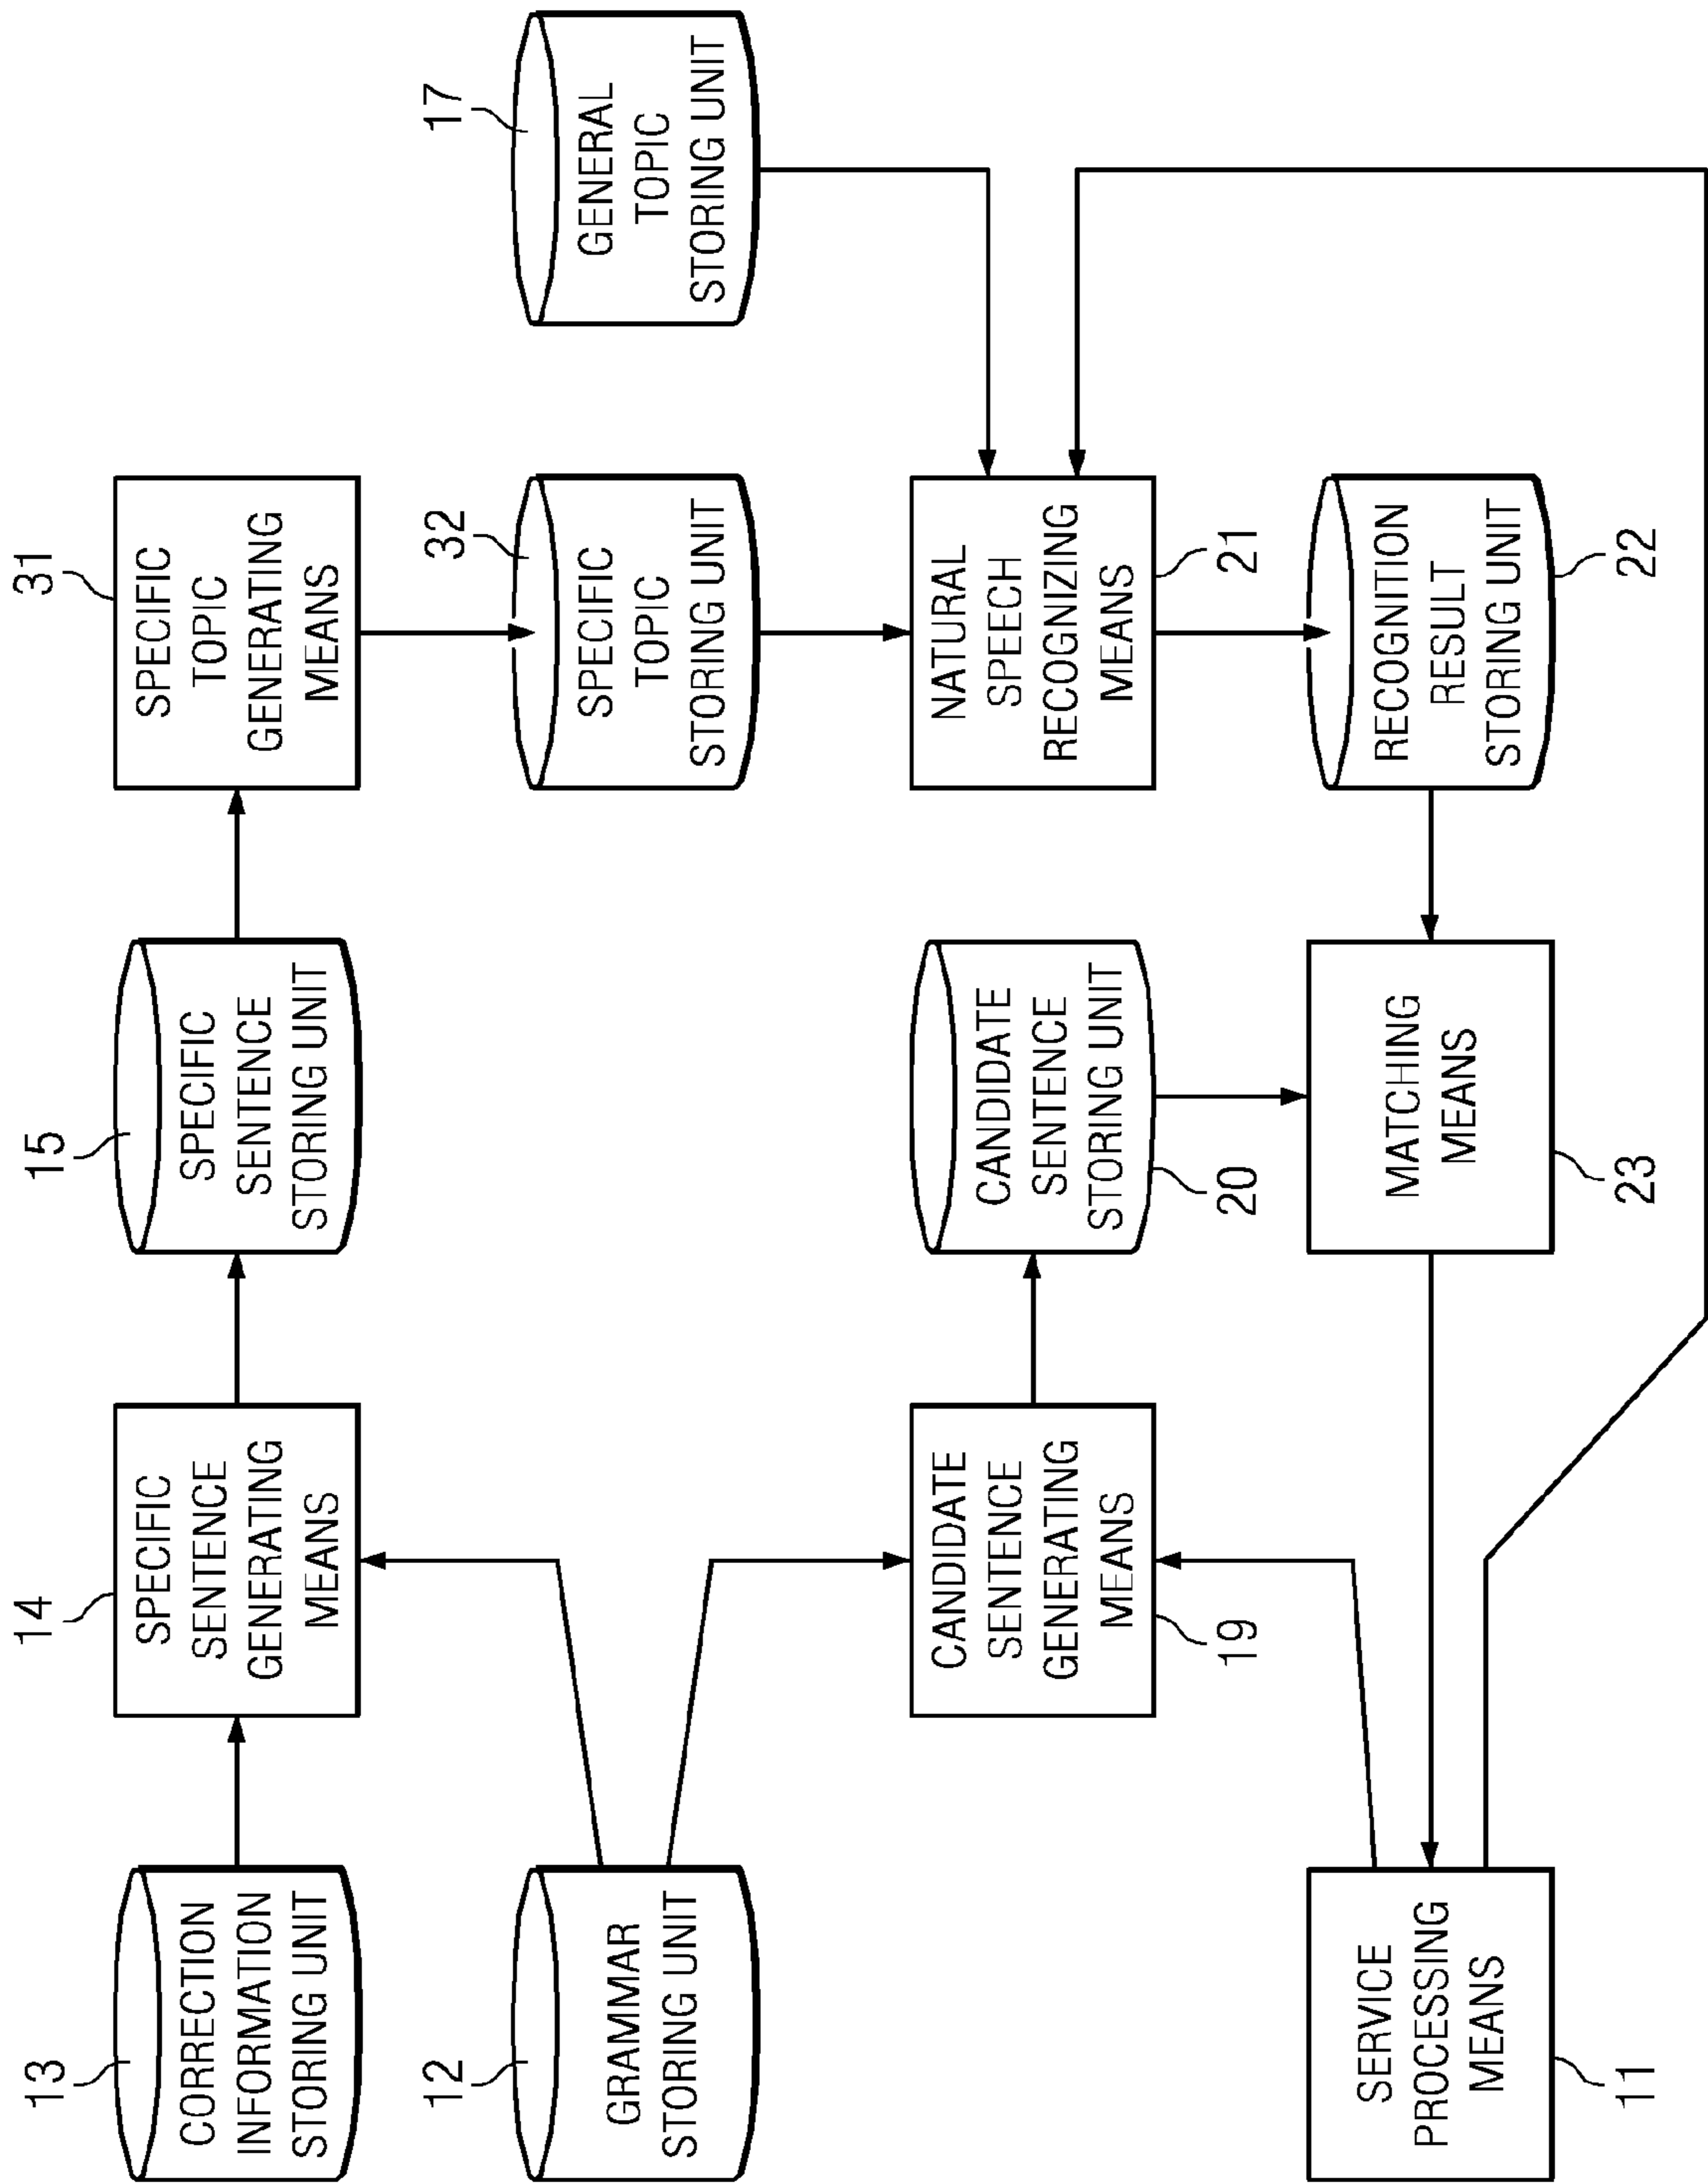 13
CORRECTION
INFORMATION
STORING UNIT
14
SPECIFIC
SENTENCE
GENERATING
MEANS
15
SPECIFIC
SENTENCE
STORING UNIT
31
SPECIFIC
TOPIC
GENERATING
MEANS
12
GRAMMAR
STORING UNIT
32
SPECIFIC
TOPIC
STORING UNIT
17
GENERAL
TOPIC
STORING UNIT
CANDIDATE
SENTENCE
GENERATING
MEANS
19
CANDIDATE
SENTENCE
STORING UNIT
20
NATURAL
SPEECH
RECOGNIZING
MEANS
21
SERVICE
PROCESSING
MEANS
11
MATCHING
MEANS
23
RECOGNITION
RESULT
STORING UNIT
22